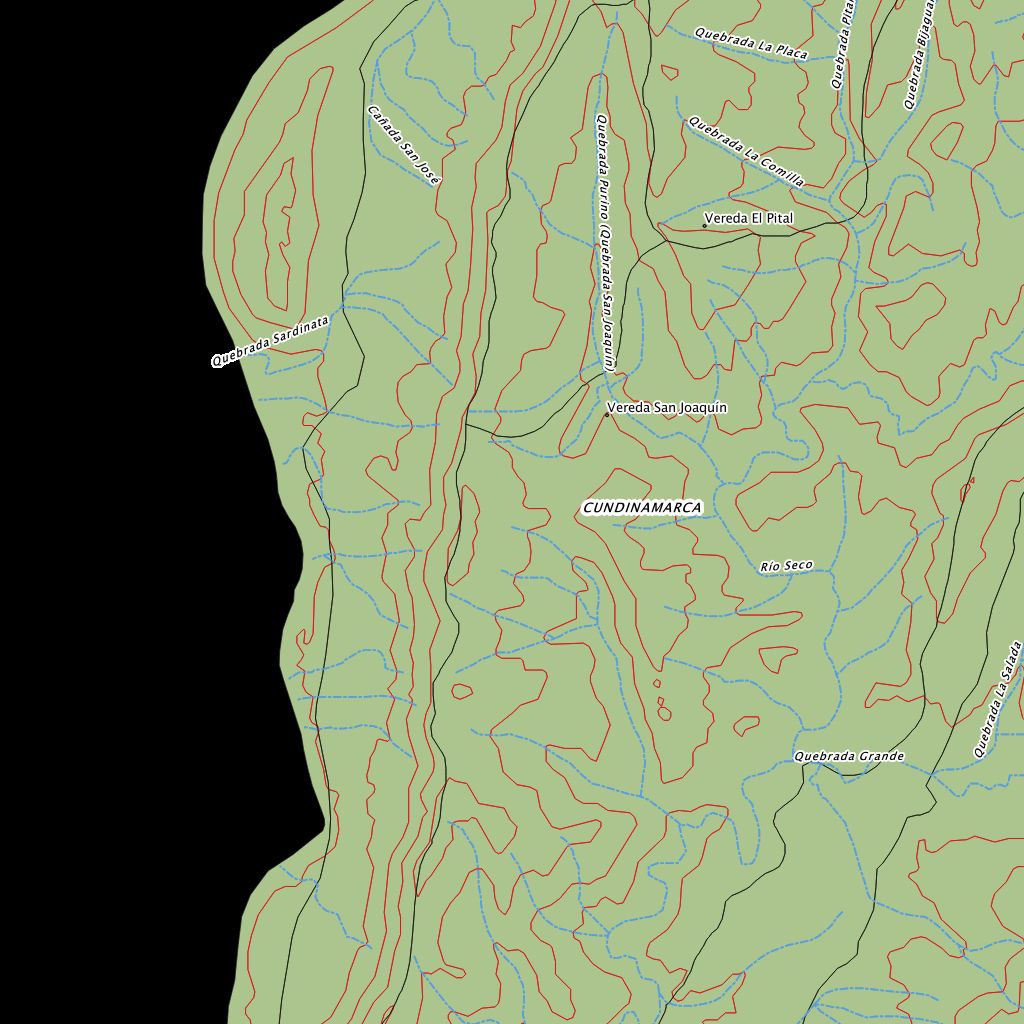 Quebrada La Placa
Quebrada Pital
Quebrada Bijagual
Cañada San José
Quebrada La Comilla
Quebrada Purino (Quebrada San Joaquín)
Vereda El Pital
Quebrada Sardinata
Vereda San Joaquín
CUNDINAMARCA
Río Seco
Quebrada La Salada
Quebrada Grande